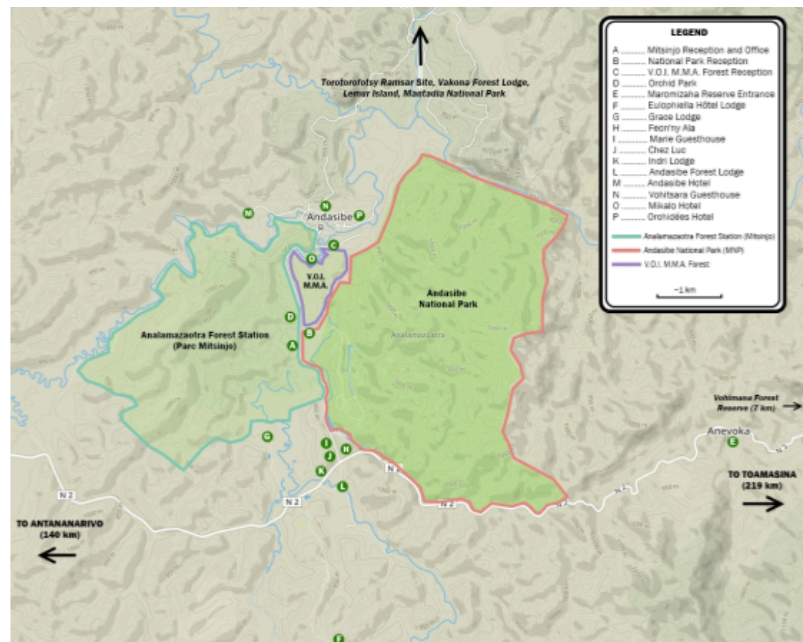 LEGEND
A .......... Mitsinjo Reception and Office
B .......... National Park Reception
C .......... V.O.I. M.M.A. Forest Reception
D .......... Orchid Park
E .......... Maromizaha Reserve Entrance
F .......... Eulophiella Hôtel Lodge
G .......... Grace Lodge
H .......... Feon'ny Ala
I .......... Marie Guesthouse
J .......... Chez Luc
K .......... Indri Lodge
L .......... Andasibe Forest Lodge
M .......... Andasibe Hotel
N .......... Vohitsara Guesthouse
O .......... Mikalo Hotel
P .......... Orchidées Hotel
Analamazaotra Forest Station (Mitsinjo)
Andasibe National Park (MNP)
V.O.I. M.M.A. Forest
~1 km
Torotorofotsy Ramsar Site, Vakona Forest Lodge,
Lemur Island, Mantadia National Park
N
M
Andasibe
P
C
O
V.O.I.
M.M.A.
Andasibe
National Park
D
B
Analamazaotra
Analamazaotra Forest Station
(Parc Mitsinjo)
A
Vohimana Forest
Reserve (7 km)
Anevoka
E
G
I
H
J
K
L
N 2
N 2
N 2
N 2
N 2
TO TOAMASINA
(219 km)
TO ANTANANARIVO
(140 km)
F